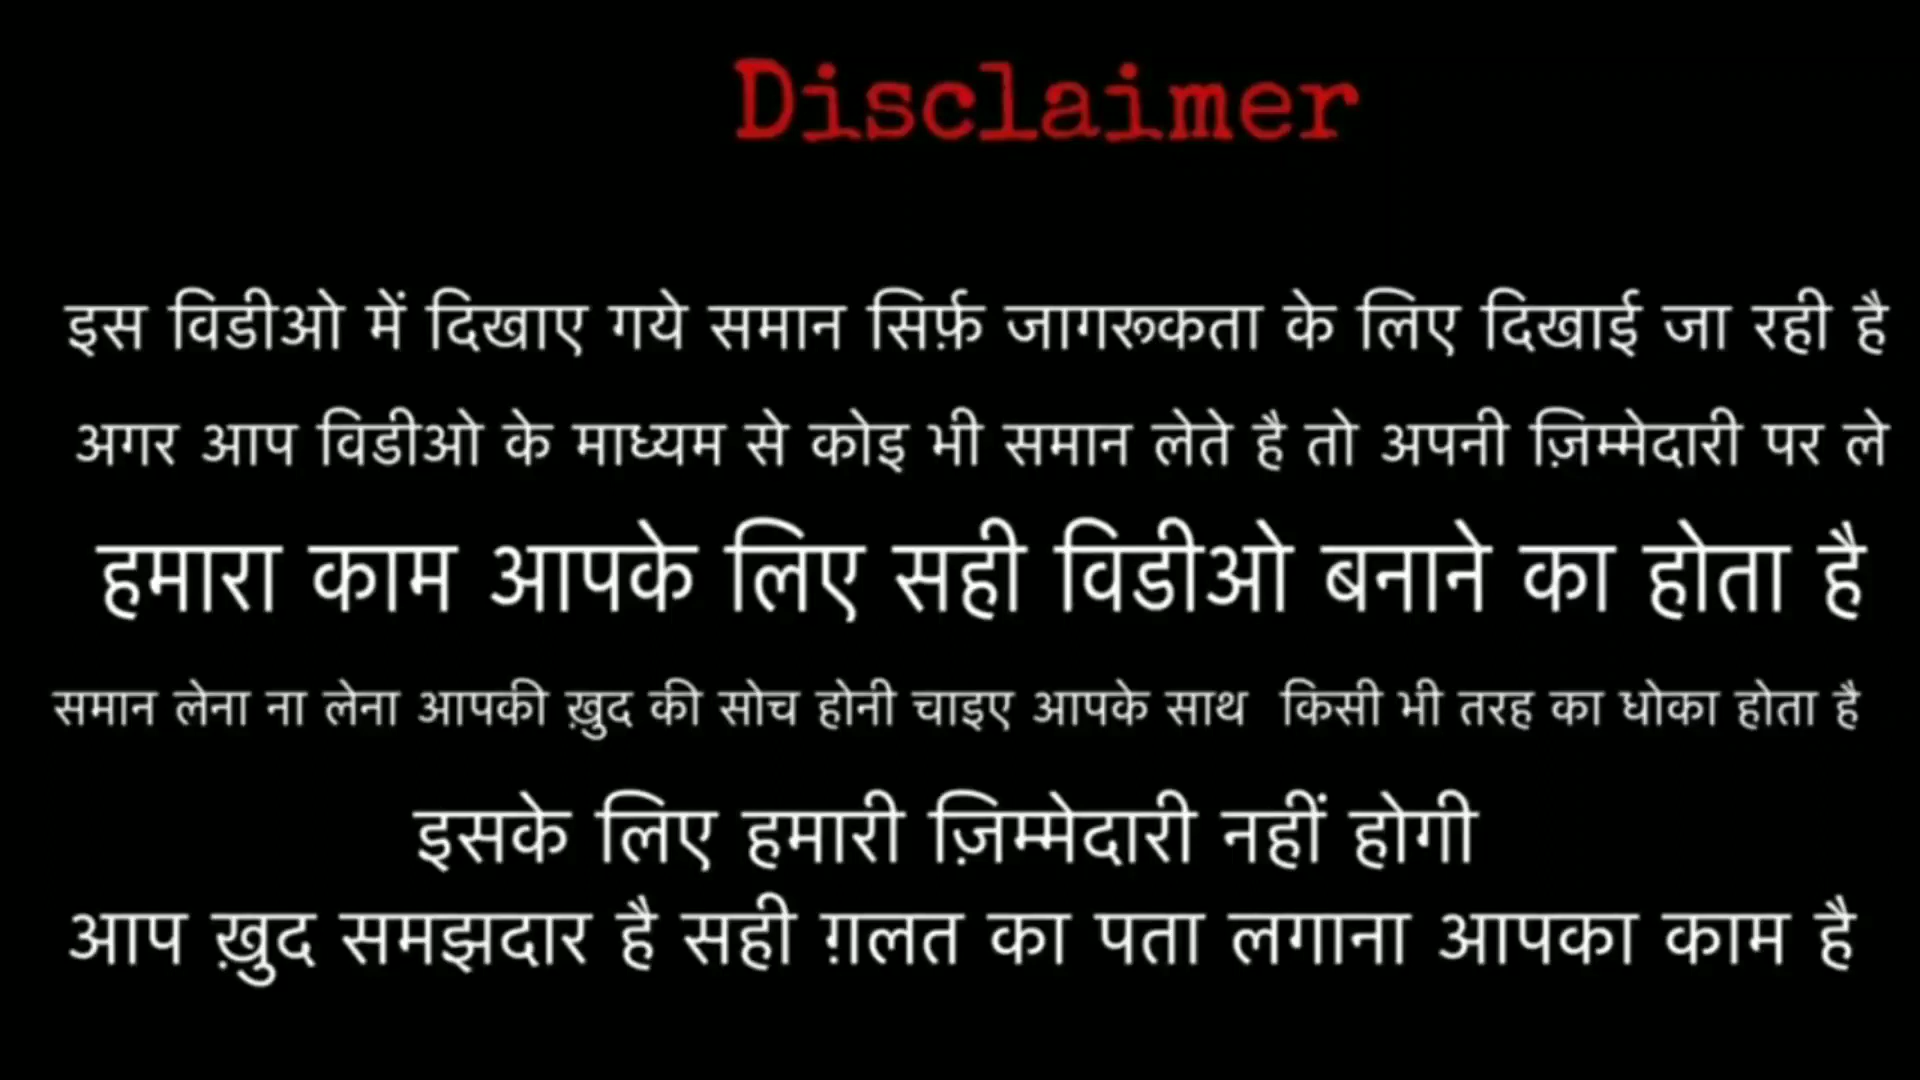 Disclaimer
इस विडीओ में दिखाए गये समान सिर्फ़ जागरूकता के लिए दिखाई जा रही है
अगर आप विडीओ के माध्यम से कोइ भी समान लेते है तो अपनी ज़िम्मेदारी पर ले
हमारा काम आपके लिए सही विडीओ बनाने का होता है
समान लेना ना लेना आपकी ख़ुद की सोच होनी चाइए आपके साथ किसी भी तरह का धोका होता है
इसके लिए हमारी ज़िम्मेदारी नहीं होगी
आप ख़ुद समझदार है सही ग़लत का पता लगाना आपका काम है